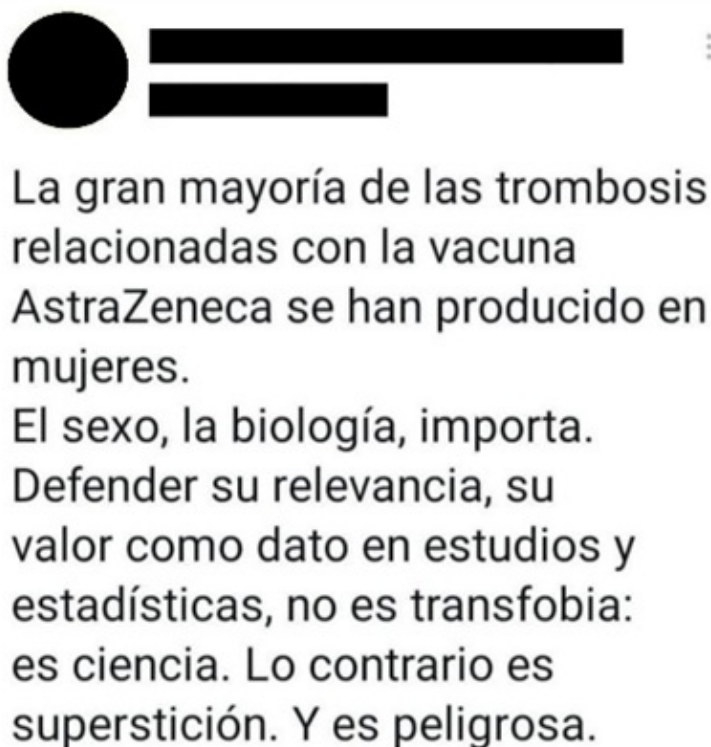 La gran mayoría de las trombosis
relacionadas con la vacuna
AstraZeneca se han producido en
mujeres.
El sexo, la biología, importa.
Defender su relevancia, su
valor como dato en estudios y
estadísticas, no es transfobia:
es ciencia. Lo contrario es
superstición. Y es peligrosa.